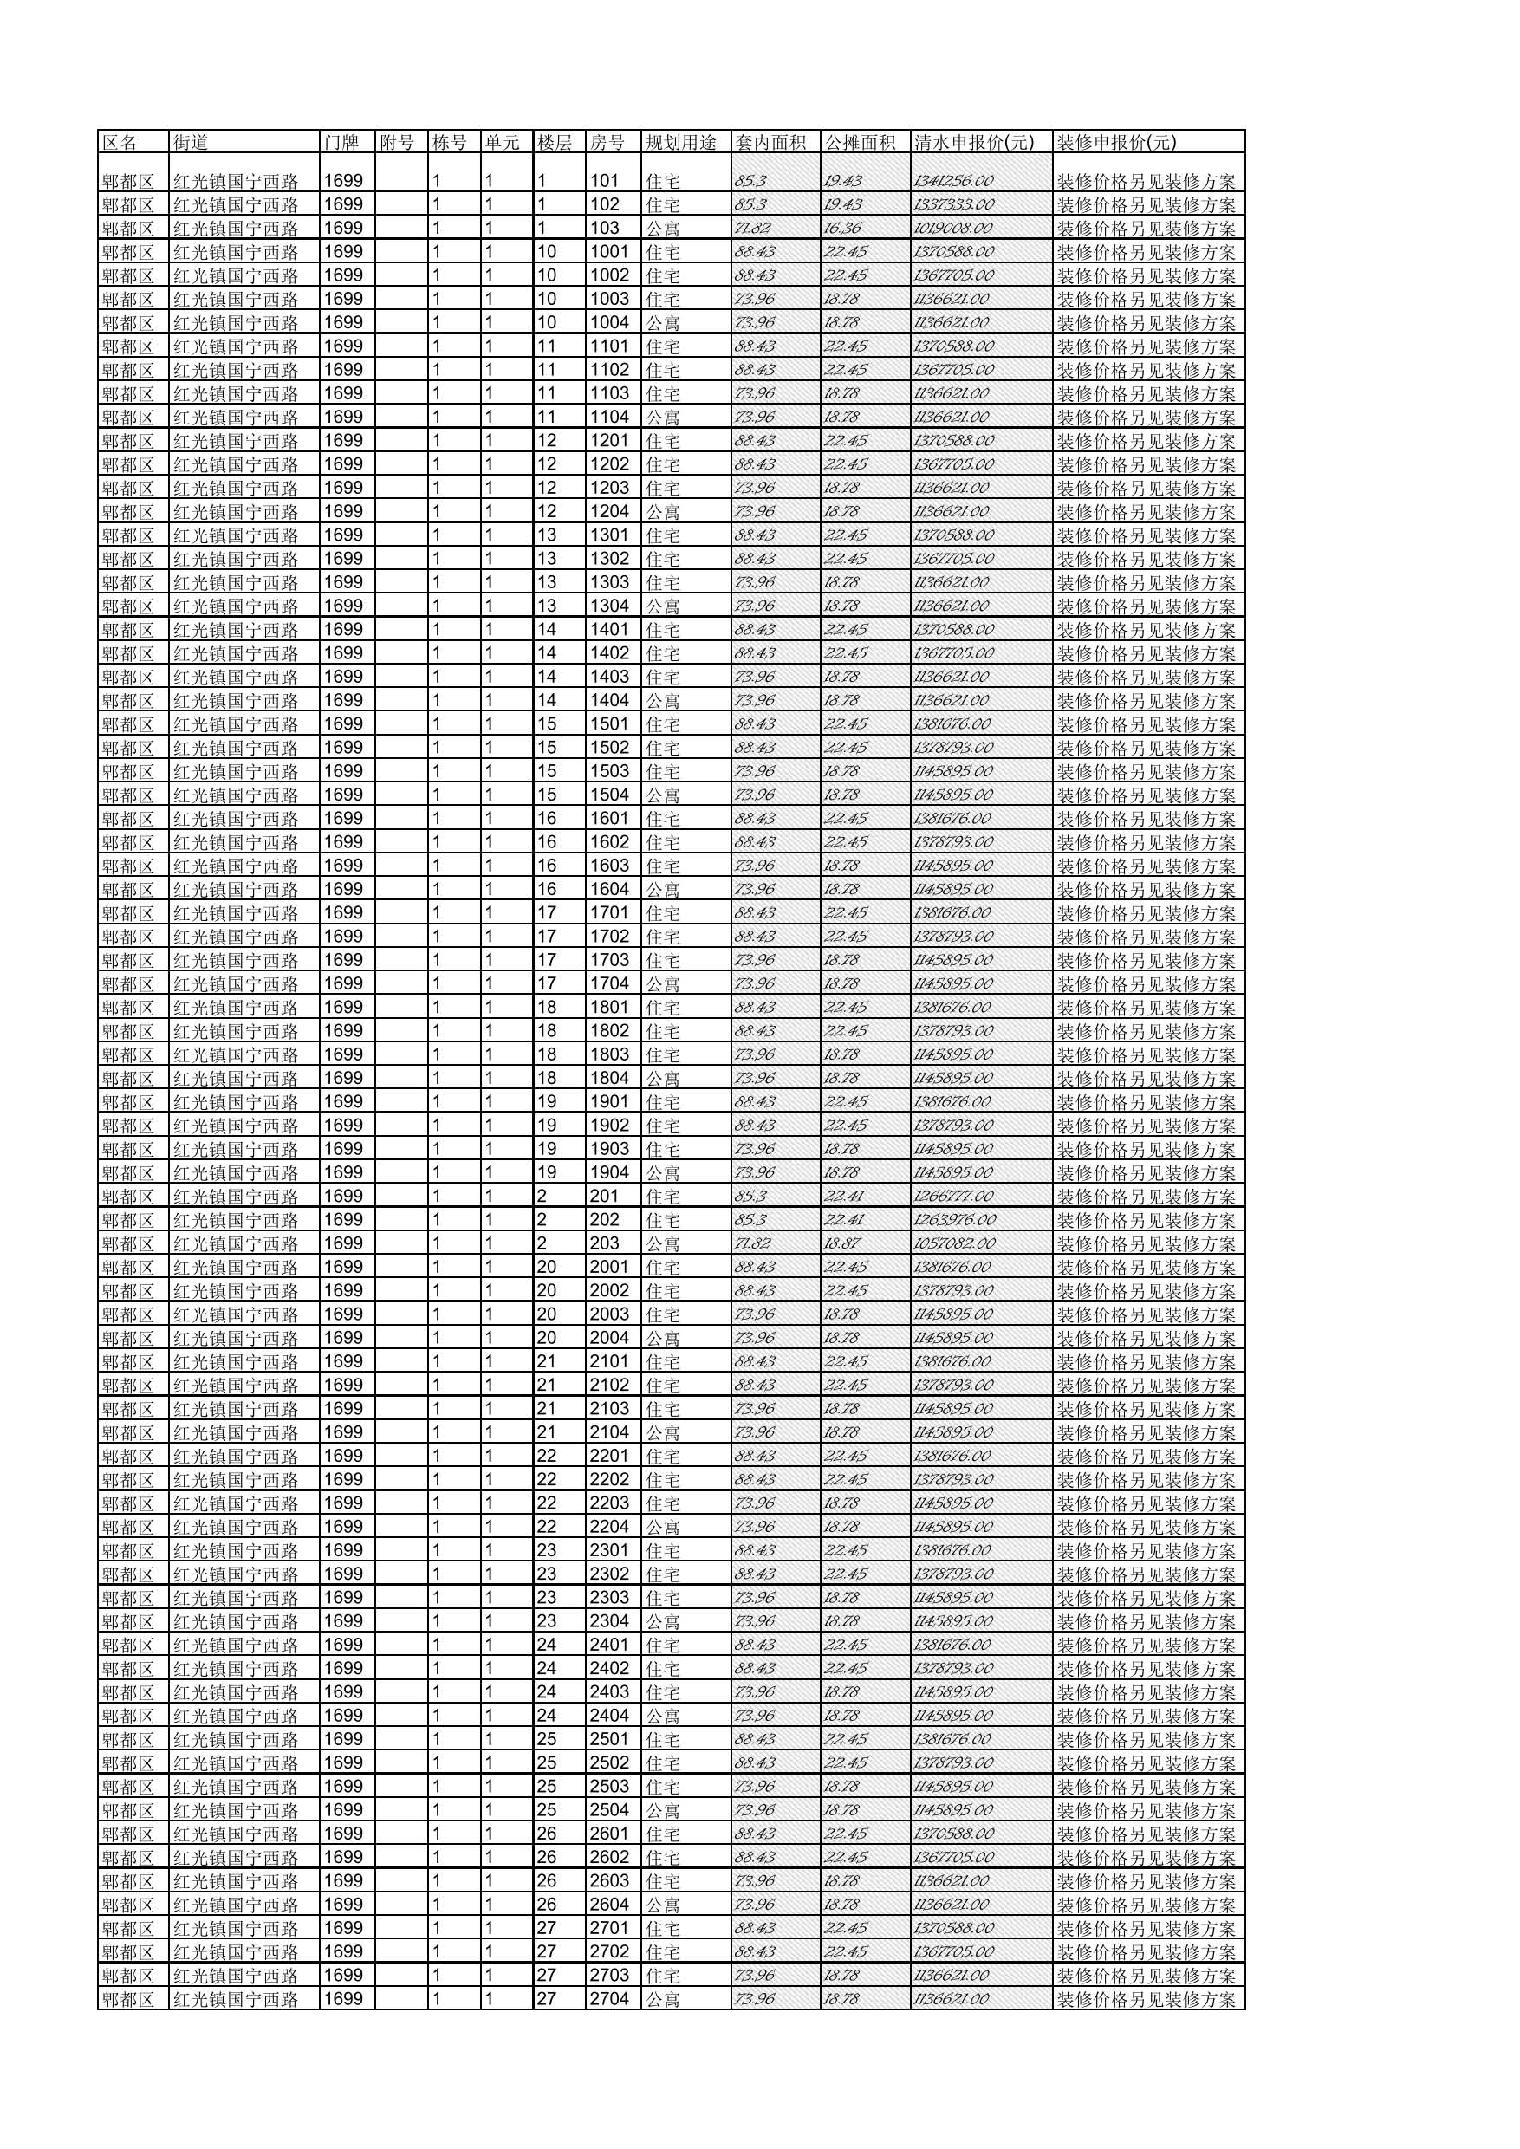 区名 街道 门牌 附号 栋号 单元 楼层 房号 规划用途 套内面积 公摊面积 清水申报价(元) 装修申报价(元)
郫都区 红光镇国宁西路 1699 1 1 1 101 住宅 85.3 19.43 1341256.00 装修价格另见装修方案
郫都区 红光镇国宁西路 1699 1 1 1 102 住宅 85.3 19.43 1337333.00 装修价格另见装修方案
郫都区 红光镇国宁西路 1699 1 1 1 103 公寓 71.82 16.36 1019008.00 装修价格另见装修方案
郫都区 红光镇国宁西路 1699 1 1 10 1001 住宅 88.43 22.45 1370588.00 装修价格另见装修方案
郫都区 红光镇国宁西路 1699 1 1 10 1002 住宅 88.43 22.45 1367705.00 装修价格另见装修方案
郫都区 红光镇国宁西路 1699 1 1 10 1003 住宅 73.96 18.78 1136621.00 装修价格另见装修方案
郫都区 红光镇国宁西路 1699 1 1 10 1004 公寓 73.96 18.78 1136621.00 装修价格另见装修方案
郫都区 红光镇国宁西路 1699 1 1 11 1101 住宅 88.43 22.45 1370588.00 装修价格另见装修方案
郫都区 红光镇国宁西路 1699 1 1 11 1102 住宅 88.43 22.45 1367705.00 装修价格另见装修方案
郫都区 红光镇国宁西路 1699 1 1 11 1103 住宅 73.96 18.78 1136621.00 装修价格另见装修方案
郫都区 红光镇国宁西路 1699 1 1 11 1104 公寓 73.96 18.78 1136621.00 装修价格另见装修方案
郫都区 红光镇国宁西路 1699 1 1 12 1201 住宅 88.43 22.45 1370588.00 装修价格另见装修方案
郫都区 红光镇国宁西路 1699 1 1 12 1202 住宅 88.43 22.45 1367705.00 装修价格另见装修方案
郫都区 红光镇国宁西路 1699 1 1 12 1203 住宅 73.96 18.78 1136621.00 装修价格另见装修方案
郫都区 红光镇国宁西路 1699 1 1 12 1204 公寓 73.96 18.78 1136621.00 装修价格另见装修方案
郫都区 红光镇国宁西路 1699 1 1 13 1301 住宅 88.43 22.45 1370588.00 装修价格另见装修方案
郫都区 红光镇国宁西路 1699 1 1 13 1302 住宅 88.43 22.45 1367705.00 装修价格另见装修方案
郫都区 红光镇国宁西路 1699 1 1 13 1303 住宅 73.96 18.78 1136621.00 装修价格另见装修方案
郫都区 红光镇国宁西路 1699 1 1 13 1304 公寓 73.96 18.78 1136621.00 装修价格另见装修方案
郫都区 红光镇国宁西路 1699 1 1 14 1401 住宅 88.43 22.45 1370588.00 装修价格另见装修方案
郫都区 红光镇国宁西路 1699 1 1 14 1402 住宅 88.43 22.45 1367705.00 装修价格另见装修方案
郫都区 红光镇国宁西路 1699 1 1 14 1403 住宅 73.96 18.78 1136621.00 装修价格另见装修方案
郫都区 红光镇国宁西路 1699 1 1 14 1404 公寓 73.96 18.78 1136621.00 装修价格另见装修方案
郫都区 红光镇国宁西路 1699 1 1 15 1501 住宅 88.43 22.45 1381676.00 装修价格另见装修方案
郫都区 红光镇国宁西路 1699 1 1 15 1502 住宅 88.43 22.45 1378793.00 装修价格另见装修方案
郫都区 红光镇国宁西路 1699 1 1 15 1503 住宅 73.96 18.78 1145895.00 装修价格另见装修方案
郫都区 红光镇国宁西路 1699 1 1 15 1504 公寓 73.96 18.78 1145895.00 装修价格另见装修方案
郫都区 红光镇国宁西路 1699 1 1 16 1601 住宅 88.43 22.45 1381676.00 装修价格另见装修方案
郫都区 红光镇国宁西路 1699 1 1 16 1602 住宅 88.43 22.45 1378793.00 装修价格另见装修方案
郫都区 红光镇国宁西路 1699 1 1 16 1603 住宅 73.96 18.78 1145895.00 装修价格另见装修方案
郫都区 红光镇国宁西路 1699 1 1 16 1604 公寓 73.96 18.78 1145895.00 装修价格另见装修方案
郫都区 红光镇国宁西路 1699 1 1 17 1701 住宅 88.43 22.45 1381676.00 装修价格另见装修方案
郫都区 红光镇国宁西路 1699 1 1 17 1702 住宅 88.43 22.45 1378793.00 装修价格另见装修方案
郫都区 红光镇国宁西路 1699 1 1 17 1703 住宅 73.96 18.78 1145895.00 装修价格另见装修方案
郫都区 红光镇国宁西路 1699 1 1 17 1704 公寓 73.96 18.78 1145895.00 装修价格另见装修方案
郫都区 红光镇国宁西路 1699 1 1 18 1801 住宅 88.43 22.45 1381676.00 装修价格另见装修方案
郫都区 红光镇国宁西路 1699 1 1 18 1802 住宅 88.43 22.45 1378793.00 装修价格另见装修方案
郫都区 红光镇国宁西路 1699 1 1 18 1803 住宅 73.96 18.78 1145895.00 装修价格另见装修方案
郫都区 红光镇国宁西路 1699 1 1 18 1804 公寓 73.96 18.78 1145895.00 装修价格另见装修方案
郫都区 红光镇国宁西路 1699 1 1 19 1901 住宅 88.43 22.45 1381676.00 装修价格另见装修方案
郫都区 红光镇国宁西路 1699 1 1 19 1902 住宅 88.43 22.45 1378793.00 装修价格另见装修方案
郫都区 红光镇国宁西路 1699 1 1 19 1903 住宅 73.96 18.78 1145895.00 装修价格另见装修方案
郫都区 红光镇国宁西路 1699 1 1 19 1904 公寓 73.96 18.78 1145895.00 装修价格另见装修方案
郫都区 红光镇国宁西路 1699 1 1 2 201 住宅 85.3 22.41 1266777.00 装修价格另见装修方案
郫都区 红光镇国宁西路 1699 1 1 2 202 住宅 85.3 22.41 1263976.00 装修价格另见装修方案
郫都区 红光镇国宁西路 1699 1 1 2 203 公寓 71.82 18.87 1057082.00 装修价格另见装修方案
郫都区 红光镇国宁西路 1699 1 1 20 2001 住宅 88.43 22.45 1381676.00 装修价格另见装修方案
郫都区 红光镇国宁西路 1699 1 1 20 2002 住宅 88.43 22.45 1378793.00 装修价格另见装修方案
郫都区 红光镇国宁西路 1699 1 1 20 2003 住宅 73.96 18.78 1145895.00 装修价格另见装修方案
郫都区 红光镇国宁西路 1699 1 1 20 2004 公寓 73.96 18.78 1145895.00 装修价格另见装修方案
郫都区 红光镇国宁西路 1699 1 1 21 2101 住宅 88.43 22.45 1381676.00 装修价格另见装修方案
郫都区 红光镇国宁西路 1699 1 1 21 2102 住宅 88.43 22.45 1378793.00 装修价格另见装修方案
郫都区 红光镇国宁西路 1699 1 1 21 2103 住宅 73.96 18.78 1145895.00 装修价格另见装修方案
郫都区 红光镇国宁西路 1699 1 1 21 2104 公寓 73.96 18.78 1145895.00 装修价格另见装修方案
郫都区 红光镇国宁西路 1699 1 1 22 2201 住宅 88.43 22.45 1381676.00 装修价格另见装修方案
郫都区 红光镇国宁西路 1699 1 1 22 2202 住宅 88.43 22.45 1378793.00 装修价格另见装修方案
郫都区 红光镇国宁西路 1699 1 1 22 2203 住宅 73.96 18.78 1145895.00 装修价格另见装修方案
郫都区 红光镇国宁西路 1699 1 1 22 2204 公寓 73.96 18.78 1145895.00 装修价格另见装修方案
郫都区 红光镇国宁西路 1699 1 1 23 2301 住宅 88.43 22.45 1381676.00 装修价格另见装修方案
郫都区 红光镇国宁西路 1699 1 1 23 2302 住宅 88.43 22.45 1378793.00 装修价格另见装修方案
郫都区 红光镇国宁西路 1699 1 1 23 2303 住宅 73.96 18.78 1145895.00 装修价格另见装修方案
郫都区 红光镇国宁西路 1699 1 1 23 2304 公寓 73.96 18.78 1145895.00 装修价格另见装修方案
郫都区 红光镇国宁西路 1699 1 1 24 2401 住宅 88.43 22.45 1381676.00 装修价格另见装修方案
郫都区 红光镇国宁西路 1699 1 1 24 2402 住宅 88.43 22.45 1378793.00 装修价格另见装修方案
郫都区 红光镇国宁西路 1699 1 1 24 2403 住宅 73.96 18.78 1145895.00 装修价格另见装修方案
郫都区 红光镇国宁西路 1699 1 1 24 2404 公寓 73.96 18.78 1145895.00 装修价格另见装修方案
郫都区 红光镇国宁西路 1699 1 1 25 2501 住宅 88.43 22.45 1381676.00 装修价格另见装修方案
郫都区 红光镇国宁西路 1699 1 1 25 2502 住宅 88.43 22.45 1378793.00 装修价格另见装修方案
郫都区 红光镇国宁西路 1699 1 1 25 2503 住宅 73.96 18.78 1145895.00 装修价格另见装修方案
郫都区 红光镇国宁西路 1699 1 1 25 2504 公寓 73.96 18.78 1145895.00 装修价格另见装修方案
郫都区 红光镇国宁西路 1699 1 1 26 2601 住宅 88.43 22.45 1370588.00 装修价格另见装修方案
郫都区 红光镇国宁西路 1699 1 1 26 2602 住宅 88.43 22.45 1367705.00 装修价格另见装修方案
郫都区 红光镇国宁西路 1699 1 1 26 2603 住宅 73.96 18.78 1136621.00 装修价格另见装修方案
郫都区 红光镇国宁西路 1699 1 1 26 2604 公寓 73.96 18.78 1136621.00 装修价格另见装修方案
郫都区 红光镇国宁西路 1699 1 1 27 2701 住宅 88.43 22.45 1370588.00 装修价格另见装修方案
郫都区 红光镇国宁西路 1699 1 1 27 2702 住宅 88.43 22.45 1367705.00 装修价格另见装修方案
郫都区 红光镇国宁西路 1699 1 1 27 2703 住宅 73.96 18.78 1136621.00 装修价格另见装修方案
郫都区 红光镇国宁西路 1699 1 1 27 2704 公寓 73.96 18.78 1136621.00 装修价格另见装修方案